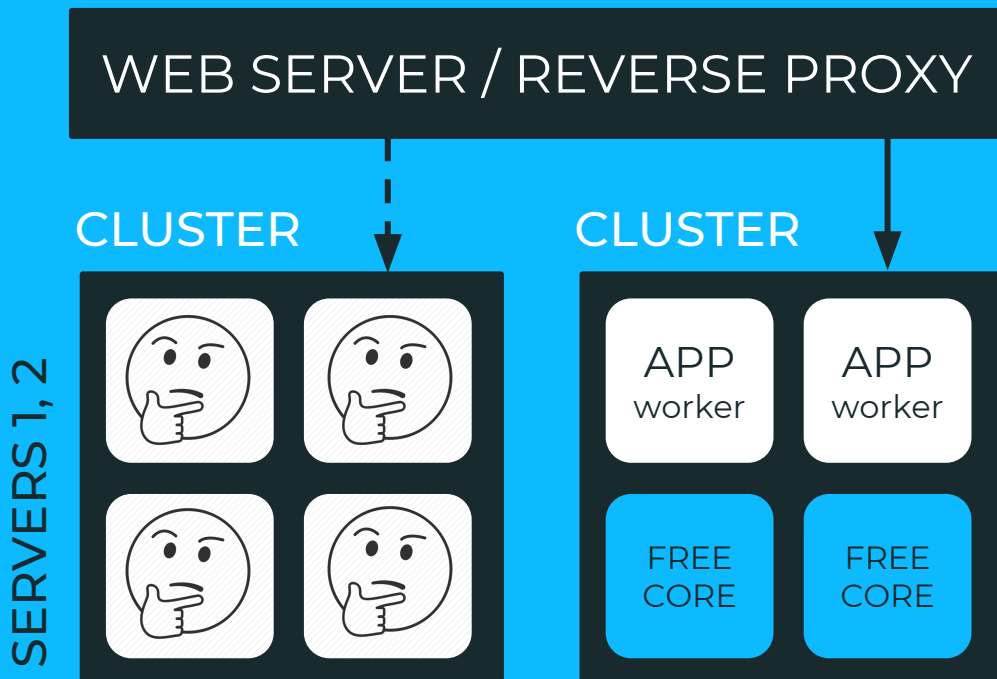 WEB SERVER / REVERSE PROXY
CLUSTER
CLUSTER
SERVERS 1, 2
APP
worker
APP
worker
FREE
CORE
FREE
CORE